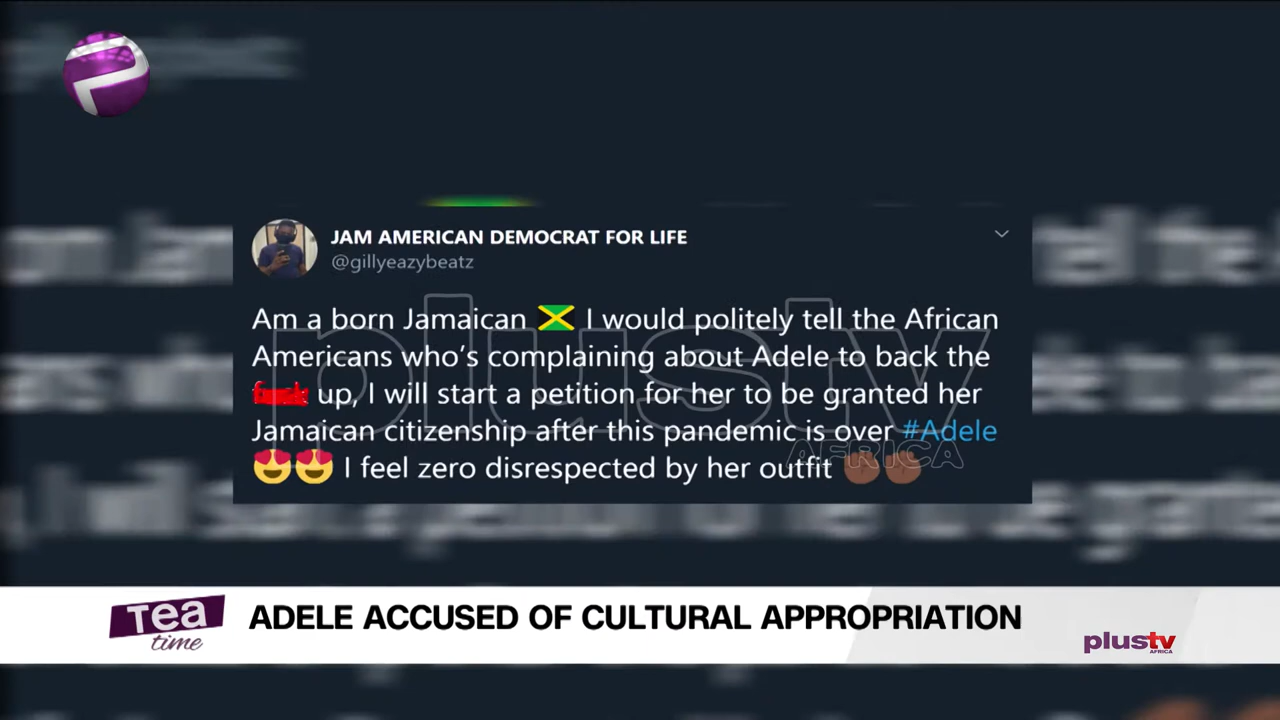 JAM AMERICAN DEMOCRAT FOR LIFE
@gillyeazybeatz
Am a born Jamaican 🇯🇲 I would politely tell the African
Americans who's complaining about Adele to back the
up, I will start a petition for her to be granted her
Jamaican citizenship after this pandemic is over #Adele
😍😍 I feel zero disrespected by her outfit ✊🏾✊🏾
plustv
AFRICA
Tea
time
ADELE ACCUSED OF CULTURAL APPROPRIATION
plustv
AFRICA